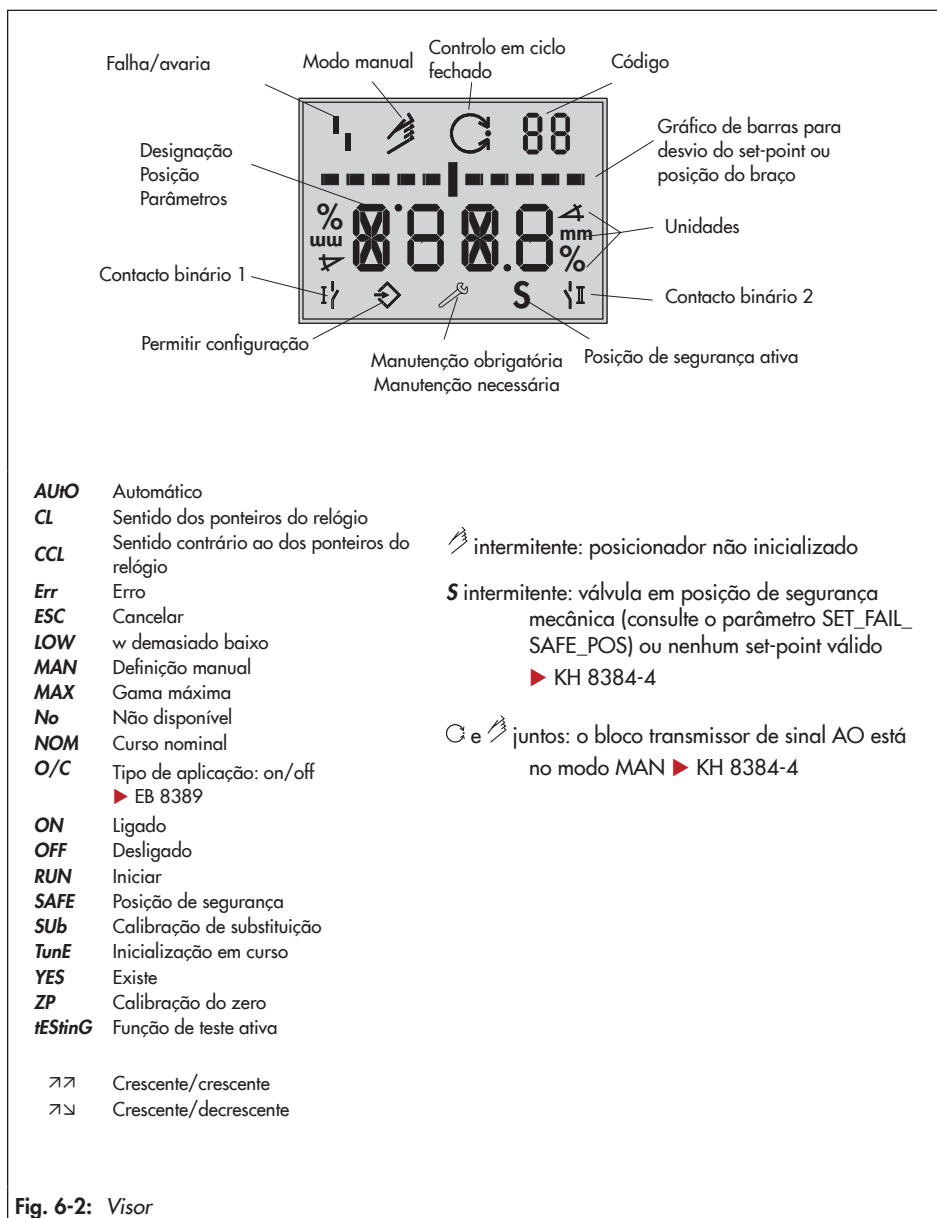 Falha/avaria
Modo manual
Controlo em ciclo
fechado
Código
Designação
Posição
Parâmetros
Gráfico de barras para
desvio do set-point ou
posição do braço
88
8 8 8.8
%
mm
mm
%
Unidades
Contacto binário 1
I
S
II
Contacto binário 2
Permitir configuração
Manutenção obrigatória
Manutenção necessária
Posição de segurança ativa
AUtO Automático
CL Sentido dos ponteiros do relógio
CCL Sentido contrário ao dos ponteiros do
relógio
Err Erro
ESC Cancelar
LOW w demasiado baixo
MAN Definição manual
MAX Gama máxima
No Não disponível
NOM Curso nominal
O/C Tipo de aplicação: on/off
▶ EB 8389
ON Ligado
OFF Desligado
RUN Iniciar
SAFE Posição de segurança
SUb Calibração de substituição
TunE Inicialização em curso
YES Existe
ZP Calibração do zero
tEStinG Função de teste ativa
↗↗ Crescente/crescente
↗↘ Crescente/decrescente
intermitente: posicionador não inicializado
S intermitente: válvula em posição de segurança
mecânica (consulte o parâmetro SET_FAIL_
SAFE_POS) ou nenhum set-point válido
▶ KH 8384-4
e juntos: o bloco transmissor de sinal AO está
no modo MAN ▶ KH 8384-4
Fig. 6-2: Visor